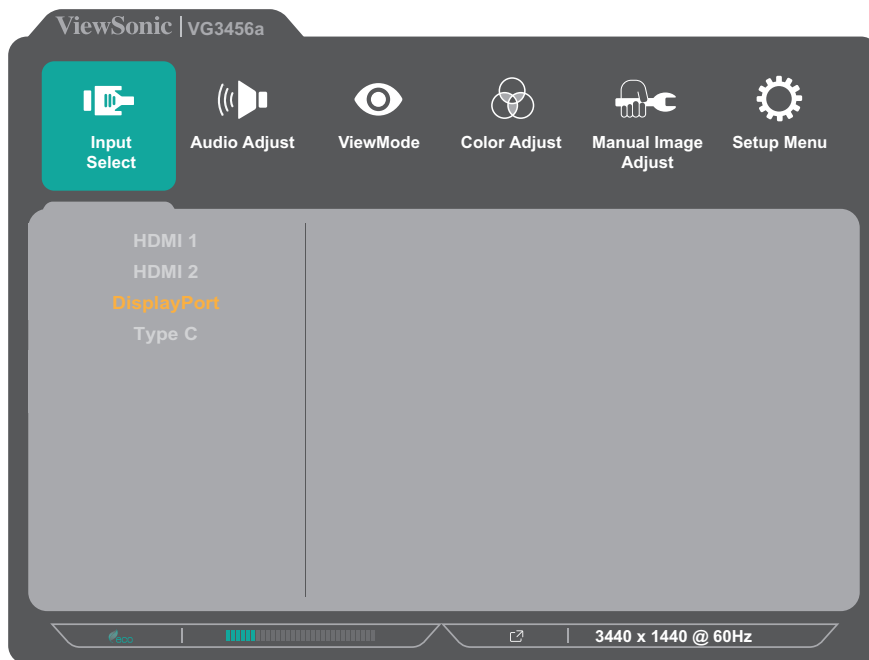 ViewSonic | VG3456a
Input
Select
Audio Adjust
ViewMode
Color Adjust
Manual Image
Adjust
Setup Menu
HDMI 1
HDMI 2
DisplayPort
Type C
eco
3440 x 1440 @ 60Hz